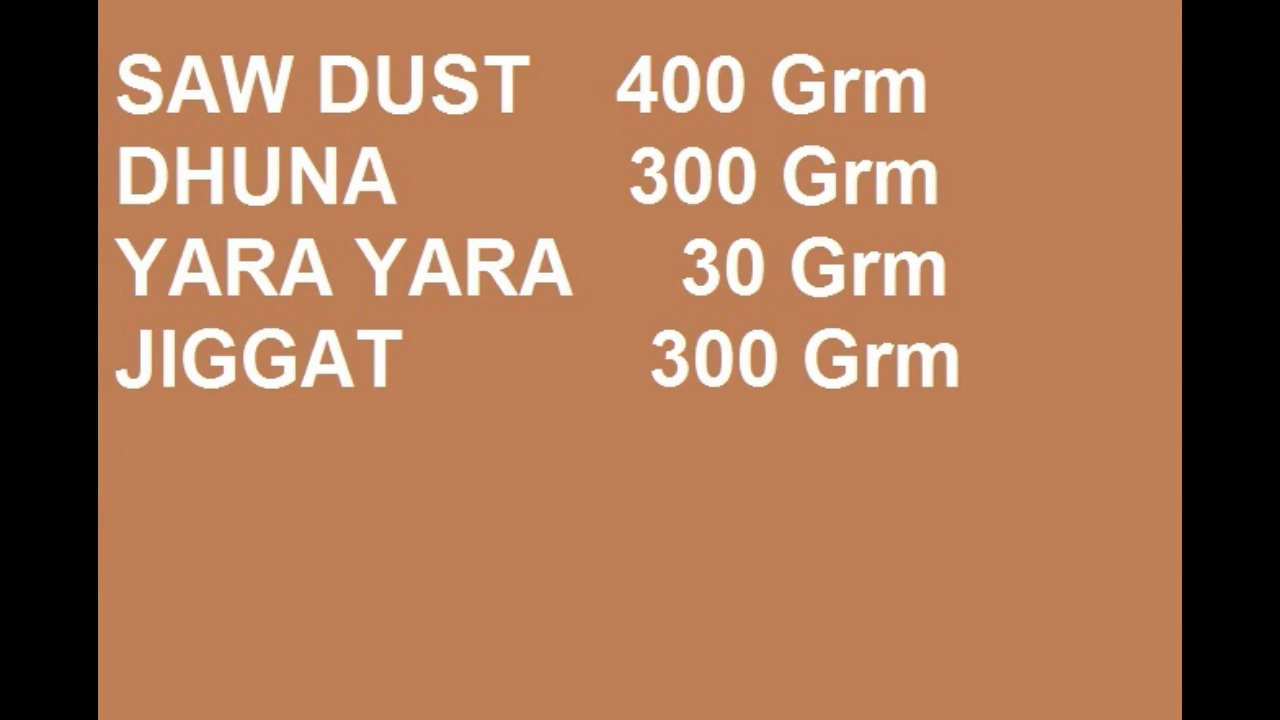 SAW DUST 400 Grm
DHUNA 300 Grm
YARA YARA 30 Grm
JIGGAT 300 Grm